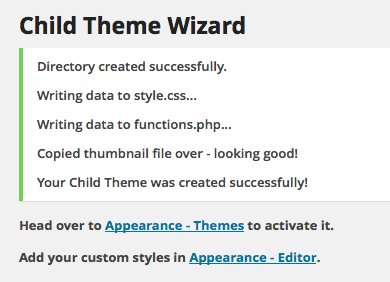 Child Theme Wizard
Directory created successfully.
Writing data to style.css...
Writing data to functions.php...
Copied thumbnail file over - looking good!
Your Child Theme was created successfully!
Head over to Appearance - Themes to activate it.
Add your custom styles in Appearance - Editor.